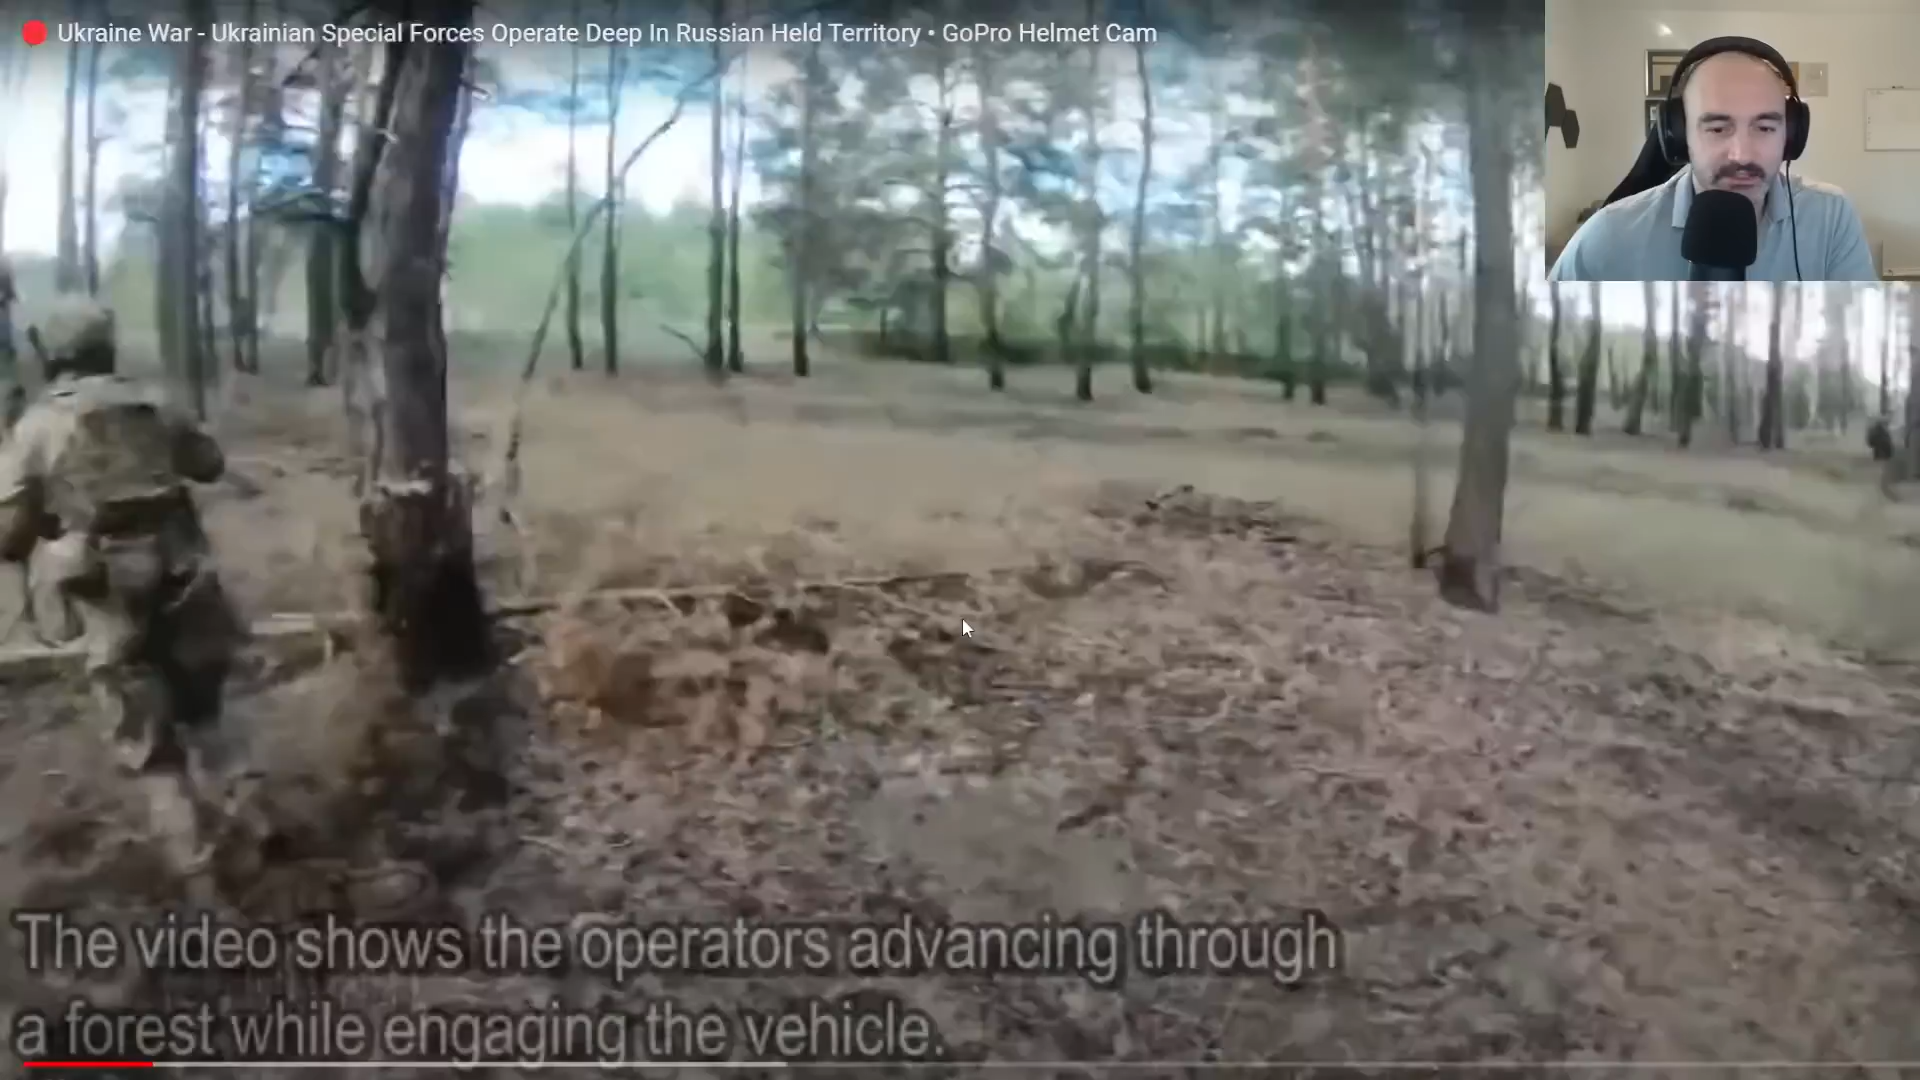 Ukraine War - Ukrainian Special Forces Operate Deep In Russian Held Territory • GoPro Helmet Cam
The video shows the operators advancing through
a forest while engaging the vehicle.